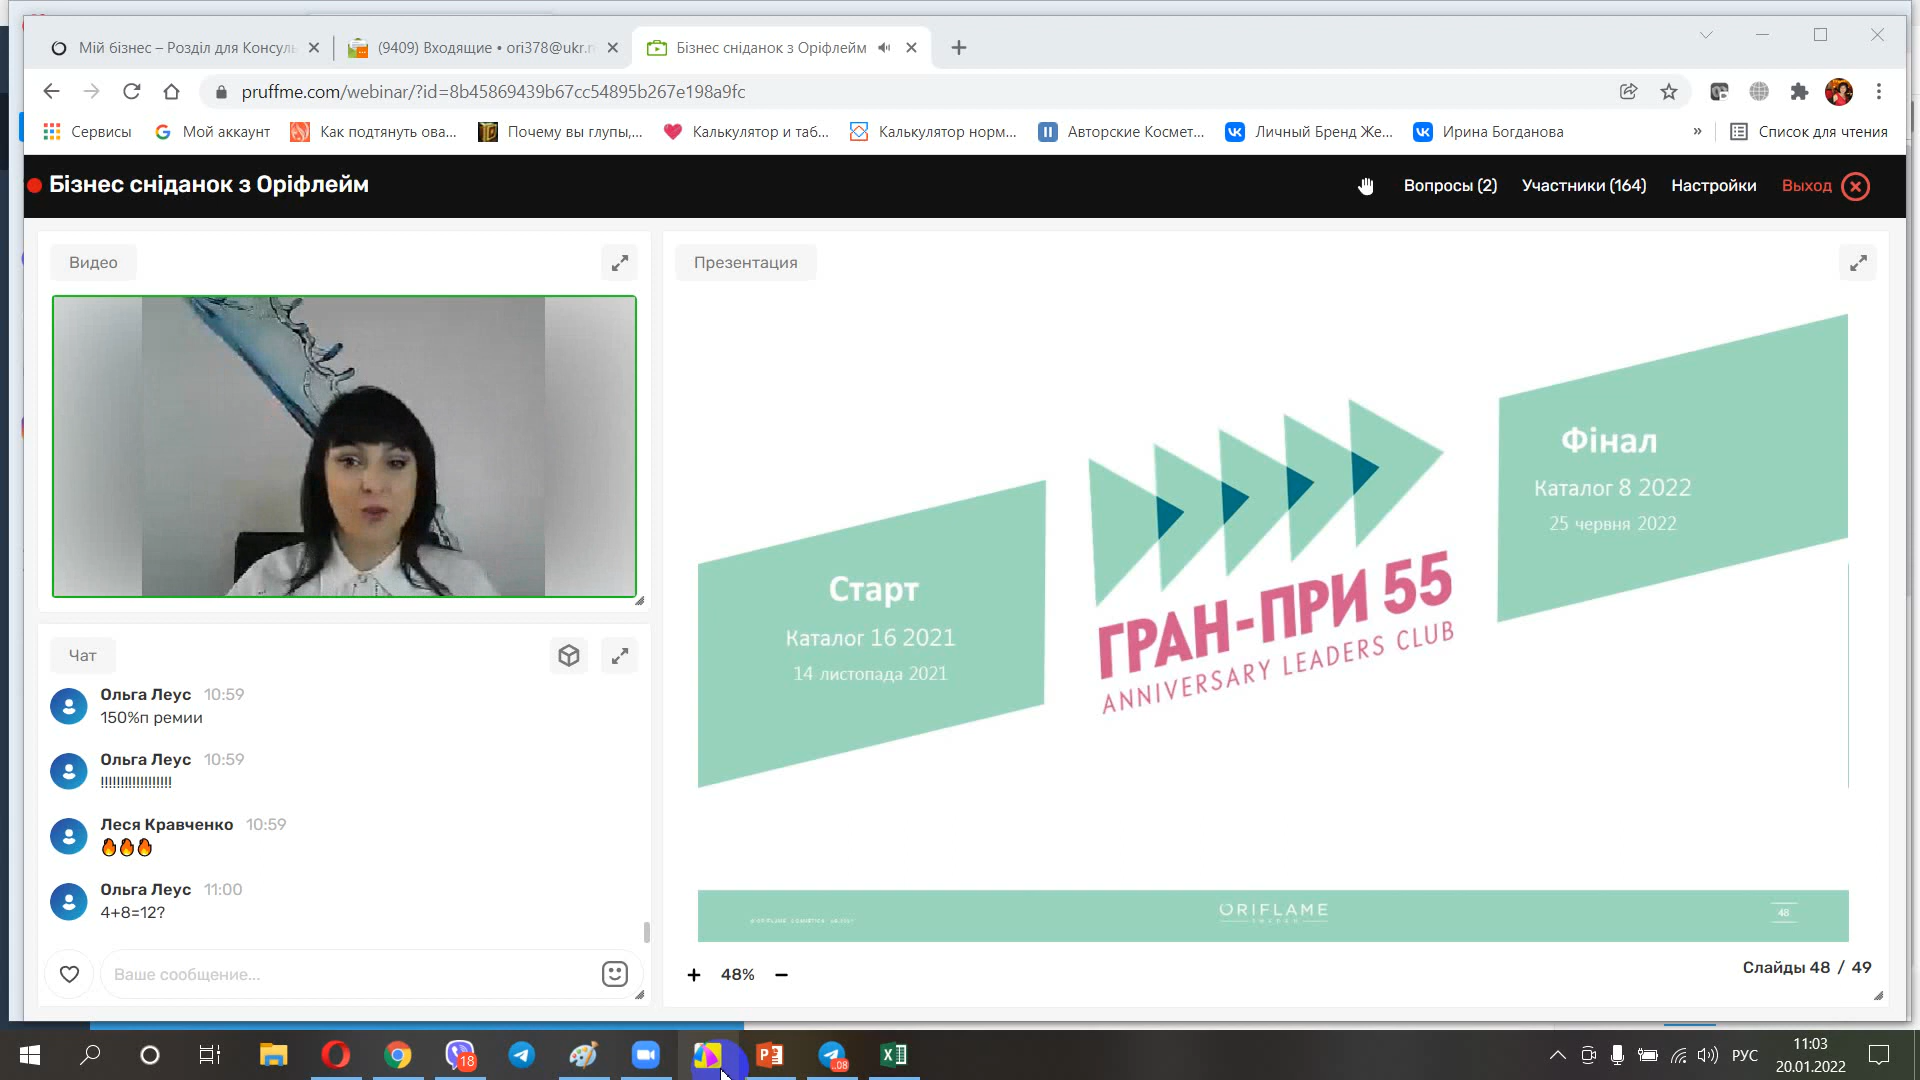 Мій бізнес – Розділ для Консуль
(9409) Входящие • ori378@ukr.n
Бізнес сніданок з Оріфлейм
pruffme.com/webinar/?id=8b45869439b67cc54895b267e198a9fc
Сервисы
Мой аккаунт
Как подтянуть ова...
Почему вы глупы,...
Калькулятор и таб...
Калькулятор норм...
Авторские Космет...
Личный Бренд Же...
Ирина Богданова
»
Список для чтения
Бізнес сніданок з Оріфлейм
Вопросы (2)
Участники (164)
Настройки
Выход
Видео
Презентация
Старт
Каталог 16 2021
14 листопада 2021
ГРАН-ПРИ 55
ANNIVERSARY LEADERS CLUB
Фінал
Каталог 8 2022
25 червня 2022
ORIFLAME
SWEDEN
48
Чат
Ольга Леус 10:59
150%п ремии
Ольга Леус 10:59
!!!!!!!!!!!!!!!!!!
Леся Кравченко 10:59
🔥🔥🔥
Ольга Леус 11:00
4+8=12?
Ваше сообщение...
+ 48% −
Слайды 48 / 49
18
08
РУС
11:03
20.01.2022